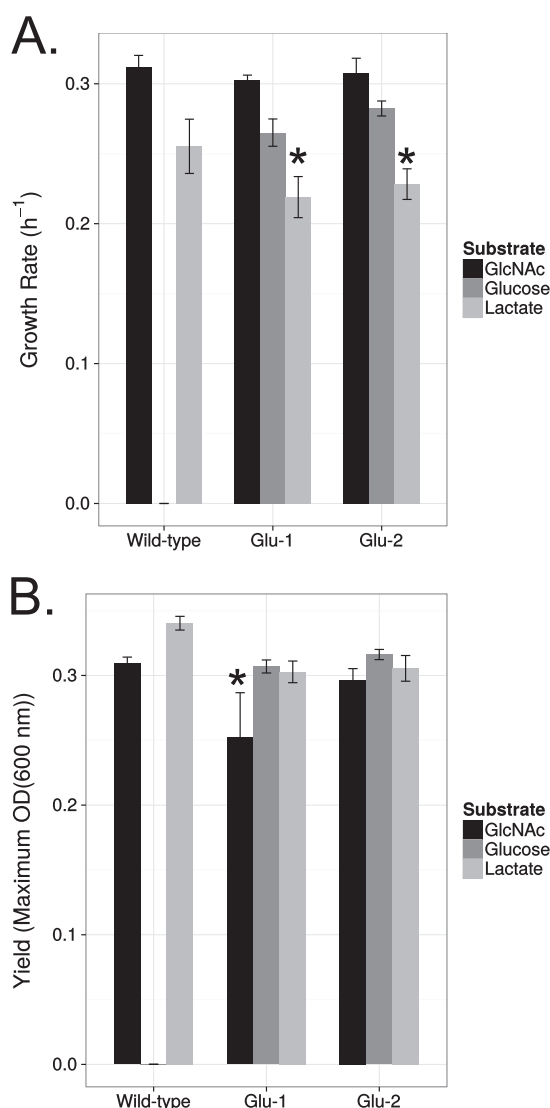 A.
Growth Rate (h⁻¹)
0.3
0.2
0.1
0.0
Wild-type Glu-1 Glu-2
* *
Substrate
GlcNAc
Glucose
Lactate
B.
Yield (Maximum OD(600 nm))
0.3
0.2
0.1
0.0
Wild-type Glu-1 Glu-2
*
Substrate
GlcNAc
Glucose
Lactate